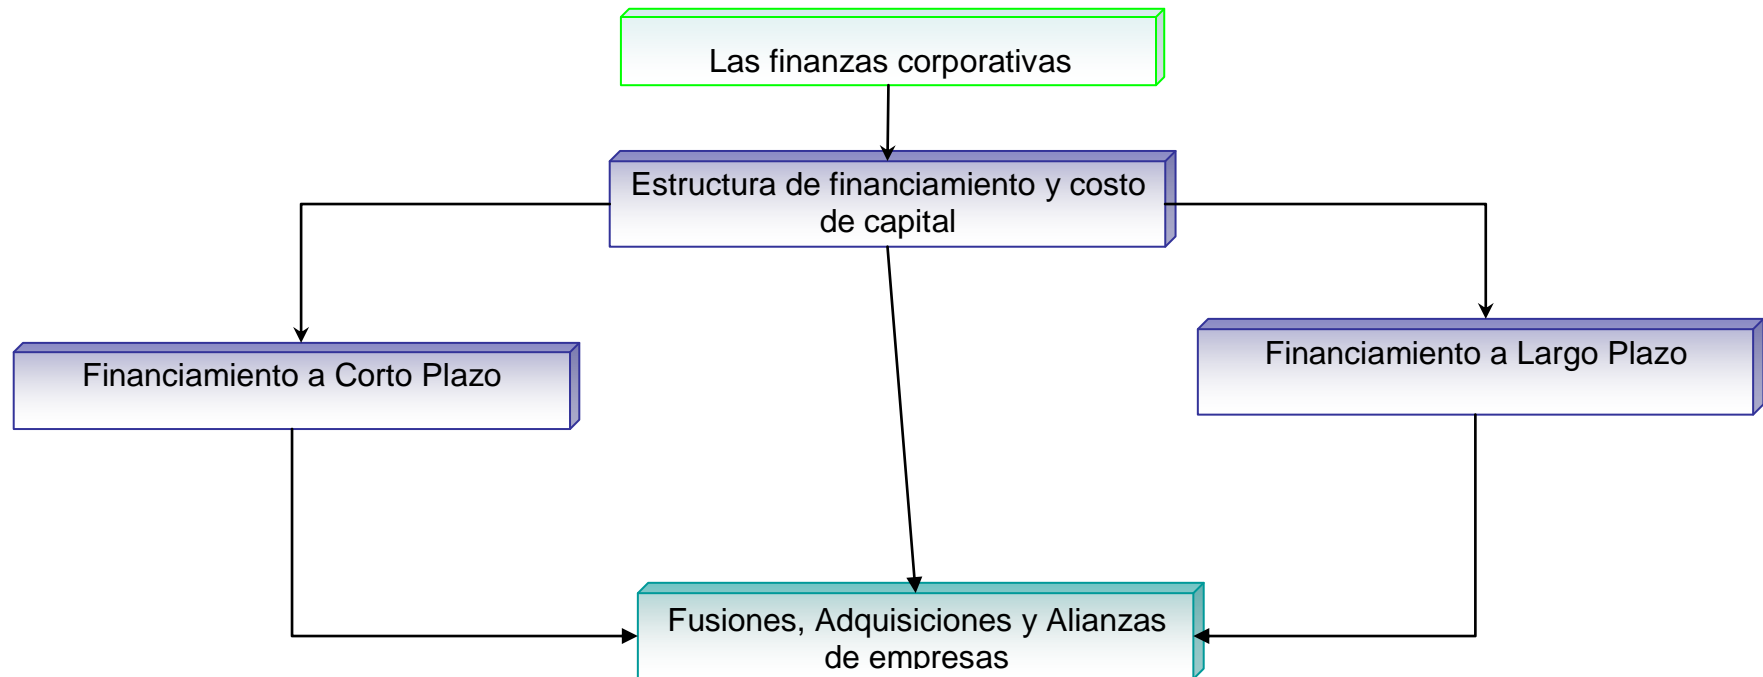 Las finanzas corporativas
Estructura de financiamiento y costo
de capital
Financiamiento a Corto Plazo
Financiamiento a Largo Plazo
Fusiones, Adquisiciones y Alianzas
de empresas